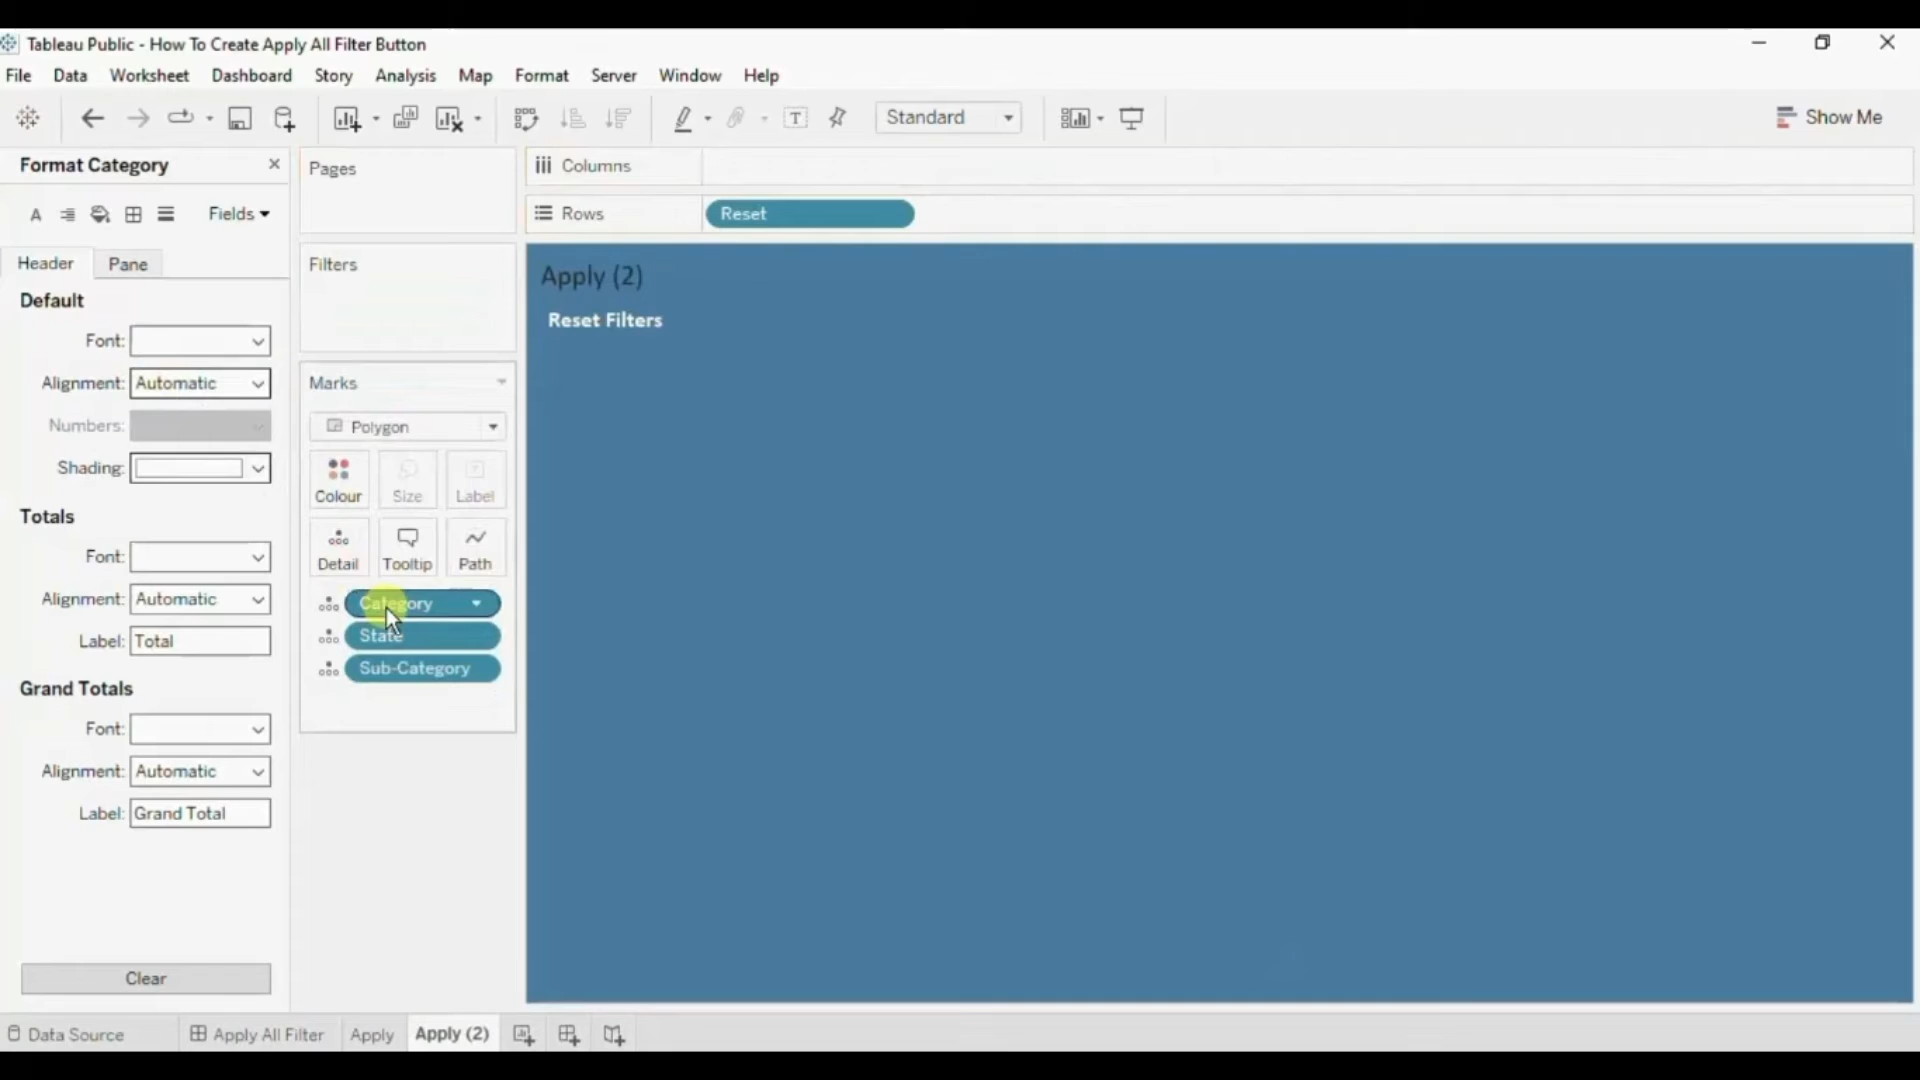 Tableau Public - How To Create Apply All Filter Button
File Data Worksheet Dashboard Story Analysis Map Format Server Window Help
Standard
Show Me
Format Category
Fields
Header Pane
Default
Font:
Alignment: Automatic
Numbers:
Shading:
Totals
Font:
Alignment: Automatic
Label: Total
Grand Totals
Font:
Alignment: Automatic
Label: Grand Total
Clear
Pages
Filters
Marks
Polygon
Colour Size Label
Detail Tooltip Path
Category
State
Sub-Category
Columns
Rows Reset
Apply (2)
Reset Filters
Data Source Apply All Filter Apply Apply (2)